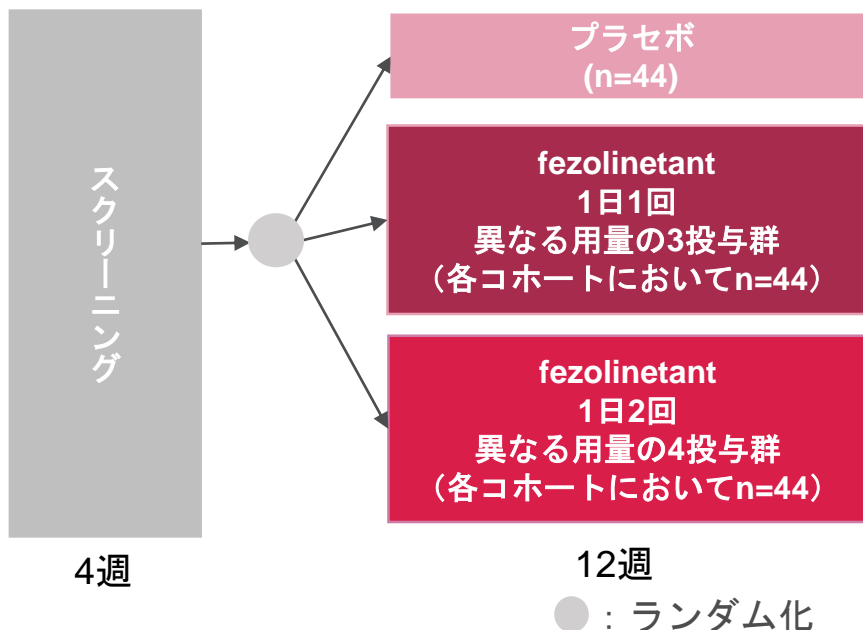 スクリーニング
プラセボ
(n=44)
fezolinetant
1日1回
異なる用量の3投与群
（各コホートにおいてn=44）
fezolinetant
1日2回
異なる用量の4投与群
（各コホートにおいてn=44）
4週
12週
：ランダム化